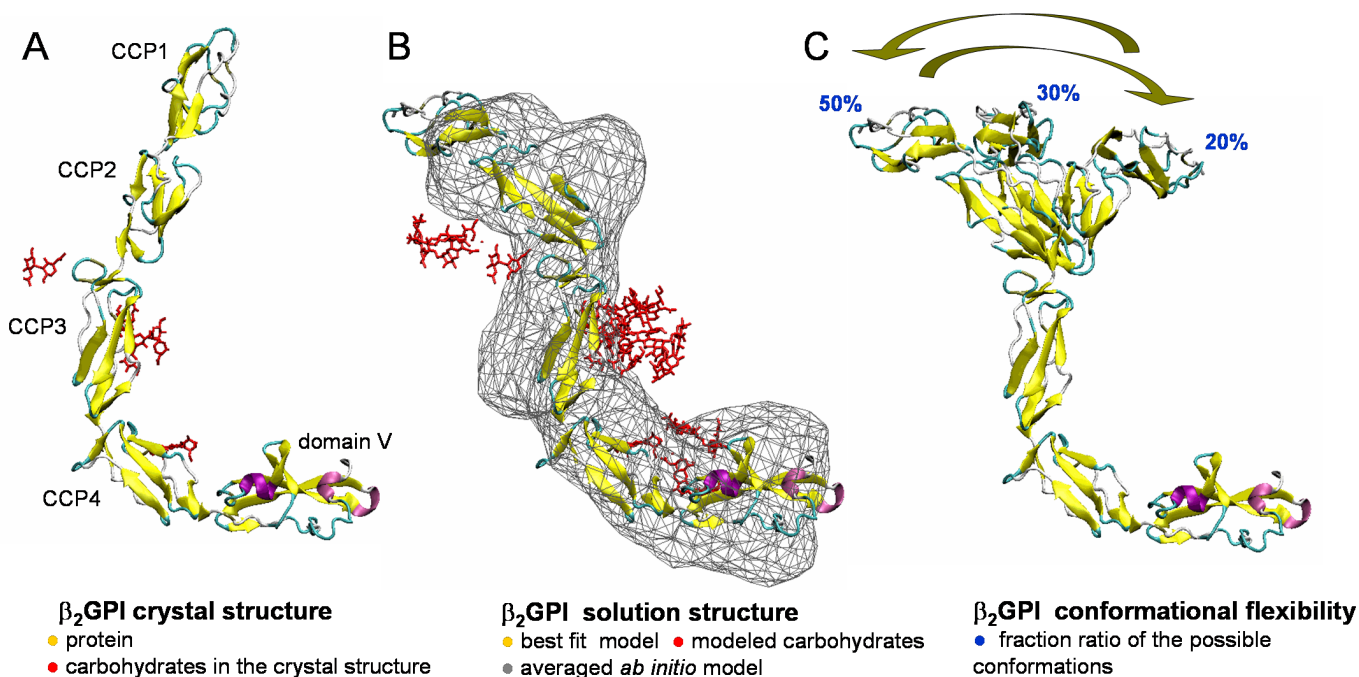 A
CCP1
CCP2
CCP3
CCP4
domain V
β₂GPI crystal structure
protein
carbohydrates in the crystal structure
B
β₂GPI solution structure
best fit model
modeled carbohydrates
averaged ab initio model
C
50%
30%
20%
β₂GPI conformational flexibility
fraction ratio of the possible
conformations